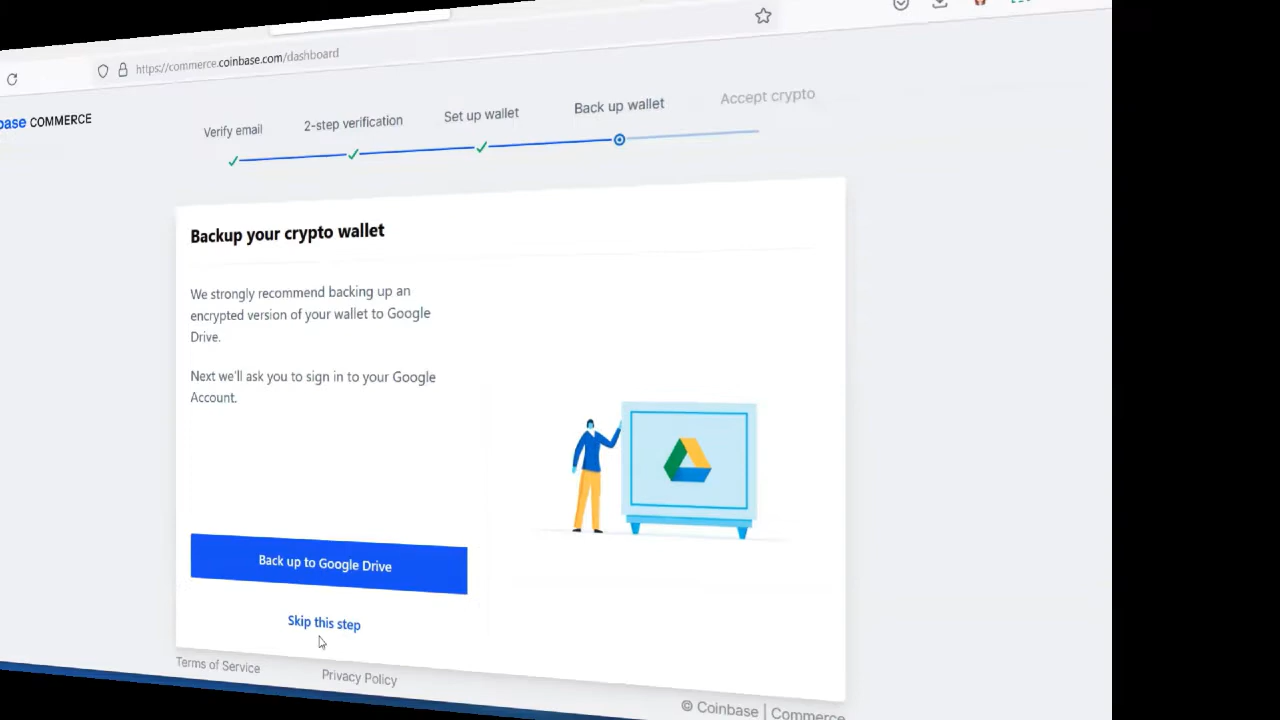 https://commerce.coinbase.com/dashboard
base COMMERCE
Verify email
2-step verification
Set up wallet
Back up wallet
Accept crypto
Backup your crypto wallet
We strongly recommend backing up an
encrypted version of your wallet to Google
Drive.
Next we'll ask you to sign in to your Google
Account.
Back up to Google Drive
Skip this step
Terms of Service
Privacy Policy
© Coinbase | Commerce